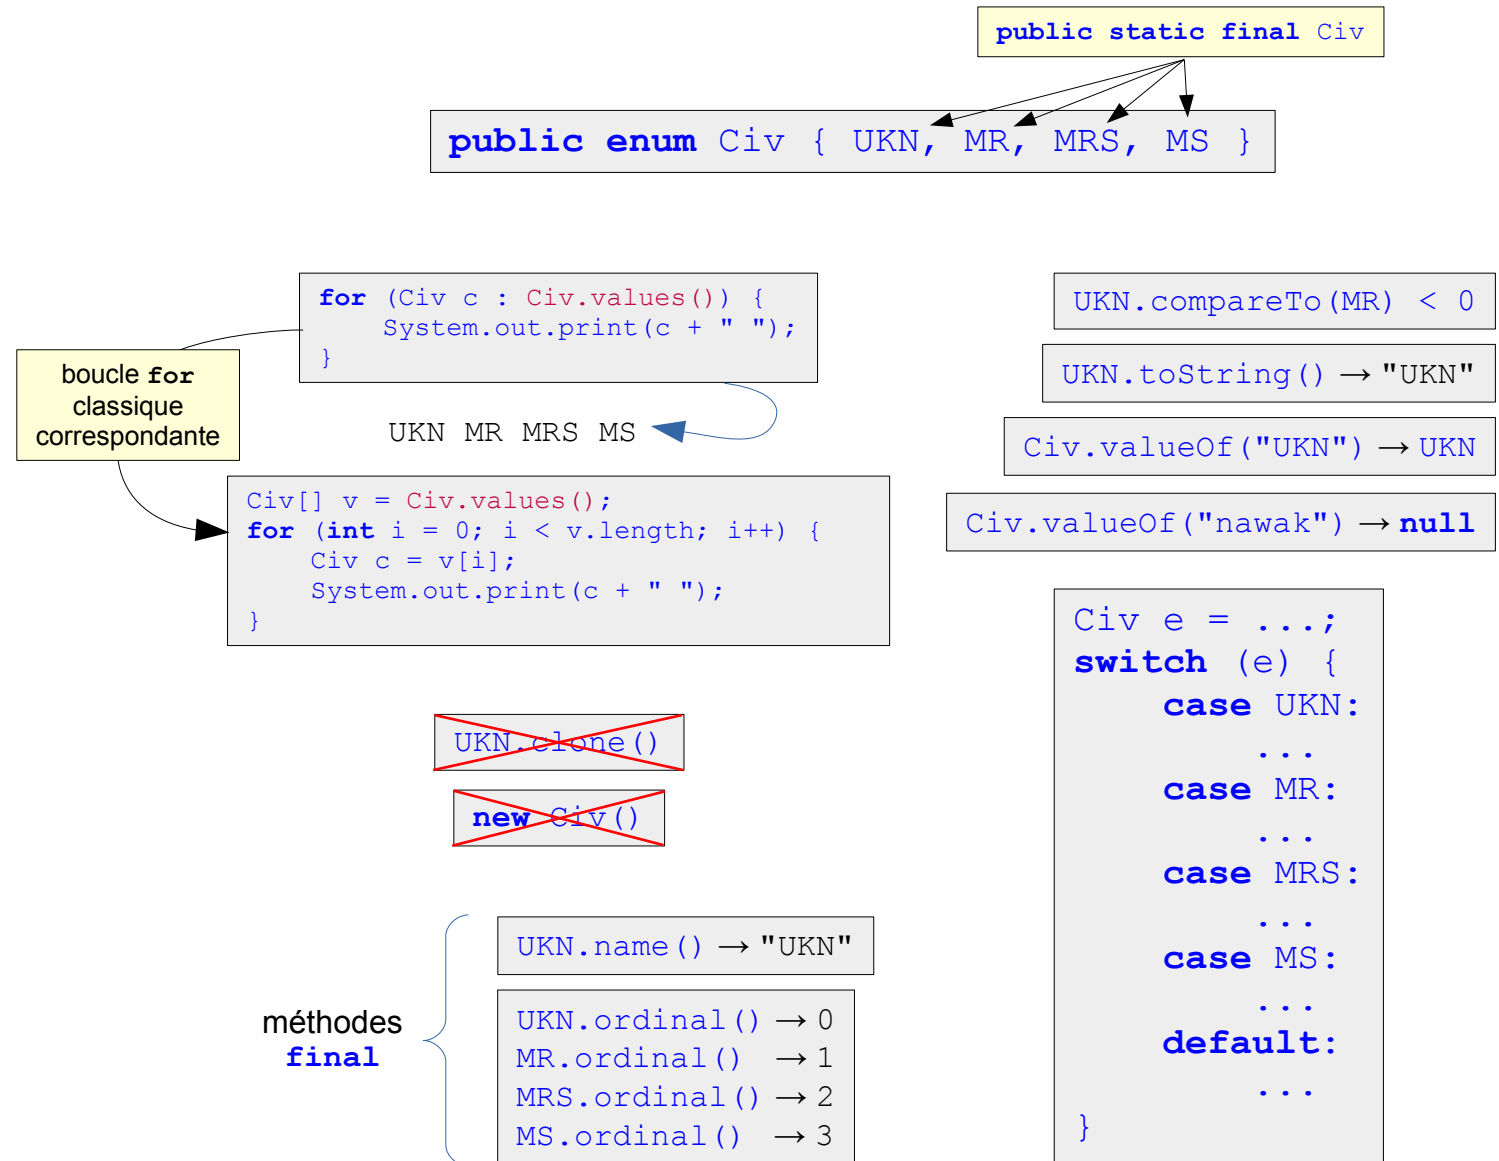 public static final Civ
public enum Civ { UKN, MR, MRS, MS }
for (Civ c : Civ.values()) {
System.out.print(c + " ");
}
boucle for
classique
correspondante
UKN MR MRS MS
Civ[] v = Civ.values();
for (int i = 0; i < v.length; i++) {
Civ c = v[i];
System.out.print(c + " ");
}
UKN.compareTo(MR) < 0
UKN.toString() → "UKN"
Civ.valueOf("UKN") → UKN
Civ.valueOf("nawak") → null
UKN.clone()
new Civ()
méthodes
final
UKN.name() → "UKN"
UKN.ordinal() → 0
MR.ordinal() → 1
MRS.ordinal() → 2
MS.ordinal() → 3
Civ e = ...;
switch (e) {
case UKN:
...
case MR:
...
case MRS:
...
case MS:
...
default:
...
}